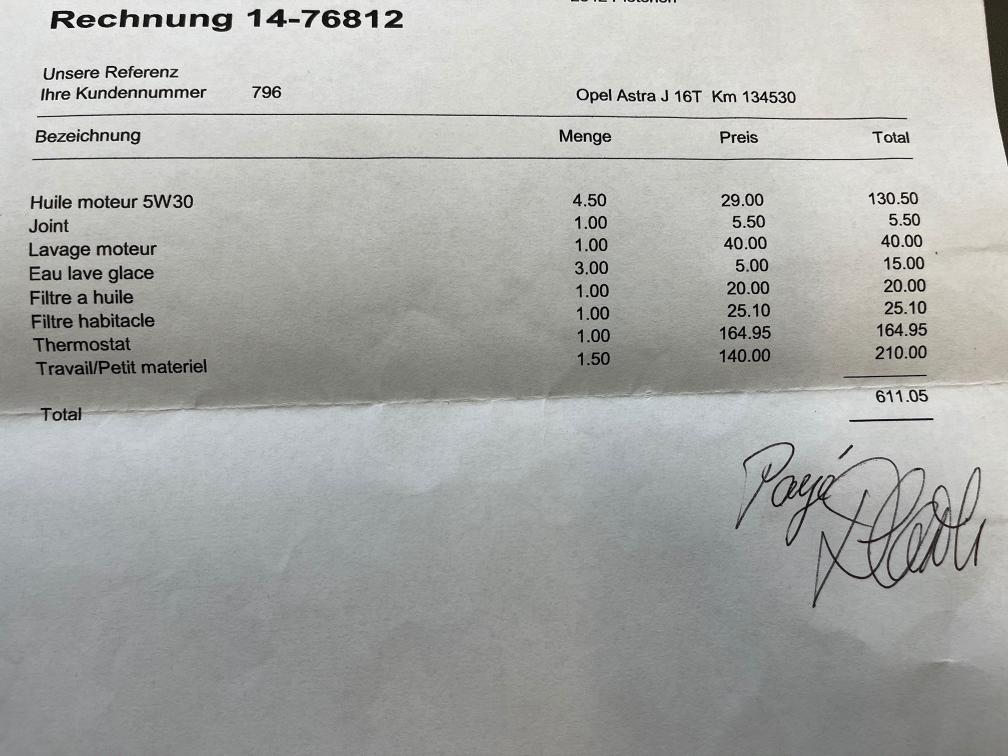 Rechnung 14-76812
Unsere Referenz
Ihre Kundennummer 796 Opel Astra J 16T Km 134530
Bezeichnung Menge Preis Total
Huile moteur 5W30 4.50 29.00 130.50
Joint 1.00 5.50 5.50
Lavage moteur 1.00 40.00 40.00
Eau lave glace 3.00 5.00 15.00
Filtre a huile 1.00 20.00 20.00
Filtre habitacle 1.00 25.10 25.10
Thermostat 1.00 164.95 164.95
Travail/Petit materiel 1.50 140.00 210.00
Total 611.05
Payé